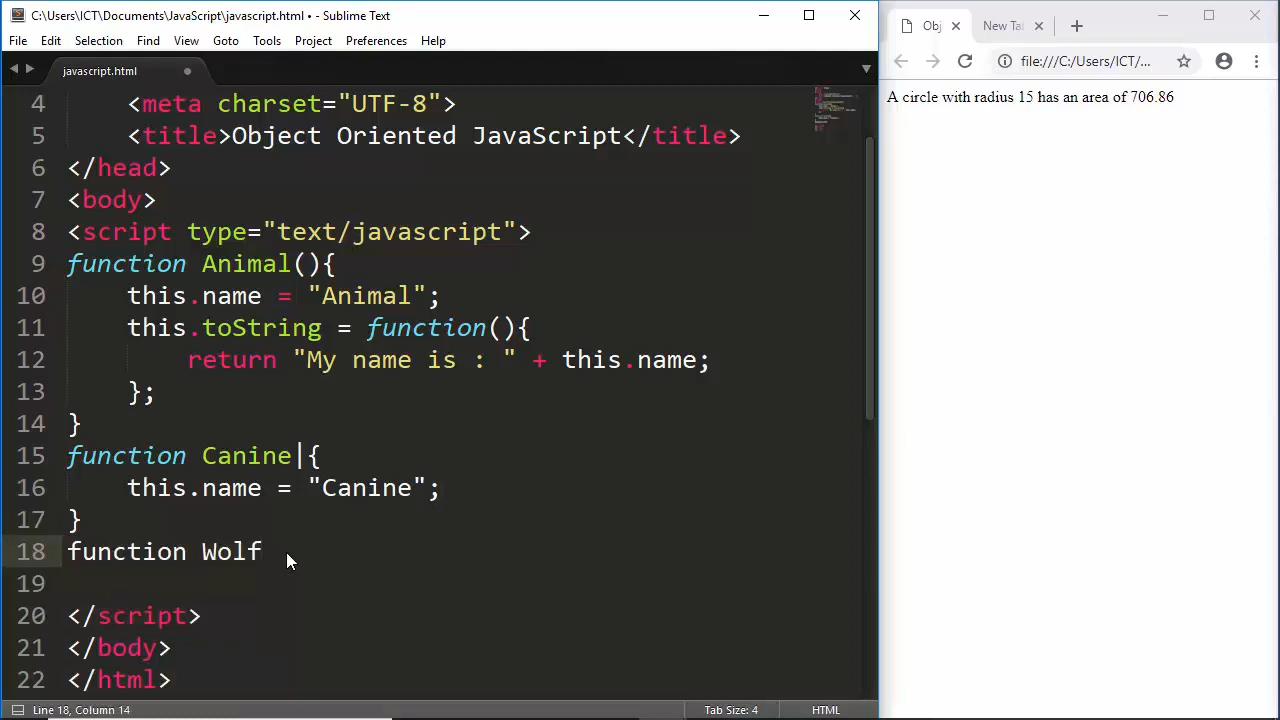 C:\Users\ICT\Documents\JavaScript\javascript.html • - Sublime Text
File Edit Selection Find View Goto Tools Project Preferences Help
javascript.html
4 <meta charset="UTF-8">
5 <title>Object Oriented JavaScript</title>
6 </head>
7 <body>
8 <script type="text/javascript">
9 function Animal(){
10 this.name = "Animal";
11 this.toString = function(){
12 return "My name is : " + this.name;
13 };
14 }
15 function Canine {
16 this.name = "Canine";
17 }
18 function Wolf
19
20 </script>
21 </body>
22 </html>
Line 18, Column 14 Tab Size: 4 HTML
Obj New Tal
file:///C:/Users/ICT/...
A circle with radius 15 has an area of 706.86